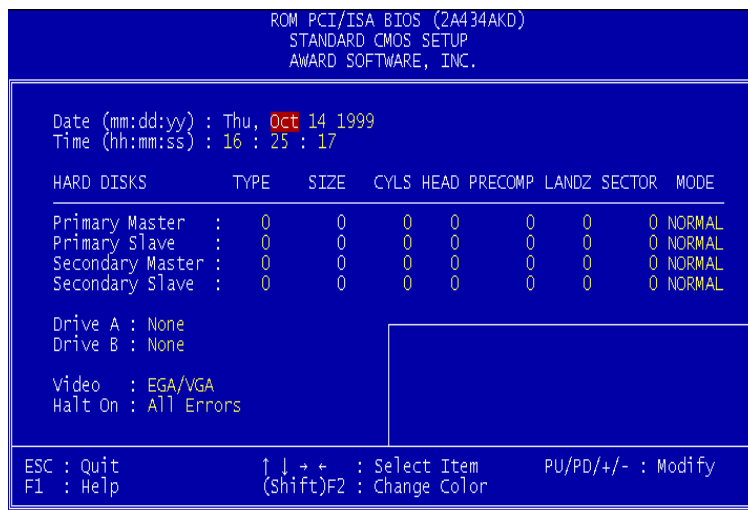 ROM PCI/ISA BIOS (2A434AKD)
STANDARD CMOS SETUP
AWARD SOFTWARE, INC.
Date (mm:dd:yy) : Thu, Oct 14 1999
Time (hh:mm:ss) : 16 : 25 : 17
HARD DISKS TYPE SIZE CYLS HEAD PRECOMP LANDZ SECTOR MODE
Primary Master : 0 0 0 0 0 0 0 NORMAL
Primary Slave : 0 0 0 0 0 0 0 NORMAL
Secondary Master : 0 0 0 0 0 0 0 NORMAL
Secondary Slave : 0 0 0 0 0 0 0 NORMAL
Drive A : None
Drive B : None
Video : EGA/VGA
Halt On : All Errors
ESC : Quit ↑ ↓ → ← : Select Item PU/PD/+/- : Modify
F1 : Help (Shift)F2 : Change Color